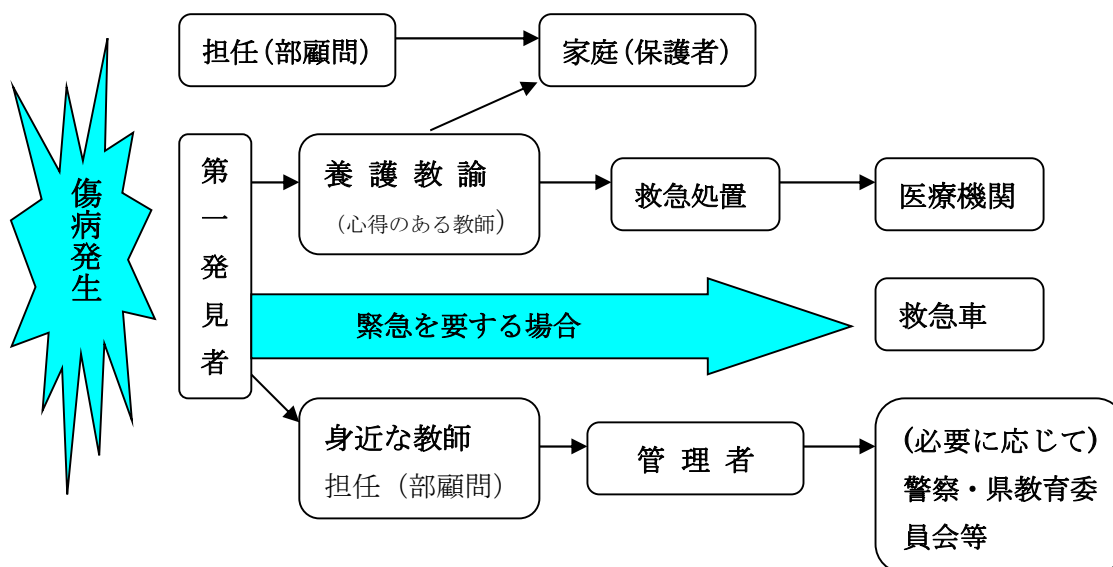 担任(部顧問)
家庭(保護者)
傷病発生
第一発見者
養護教諭
(心得のある教師)
救急処置
医療機関
緊急を要する場合
救急車
身近な教師
担任（部顧問）
管理者
(必要に応じて)
警察・県教育委
員会等